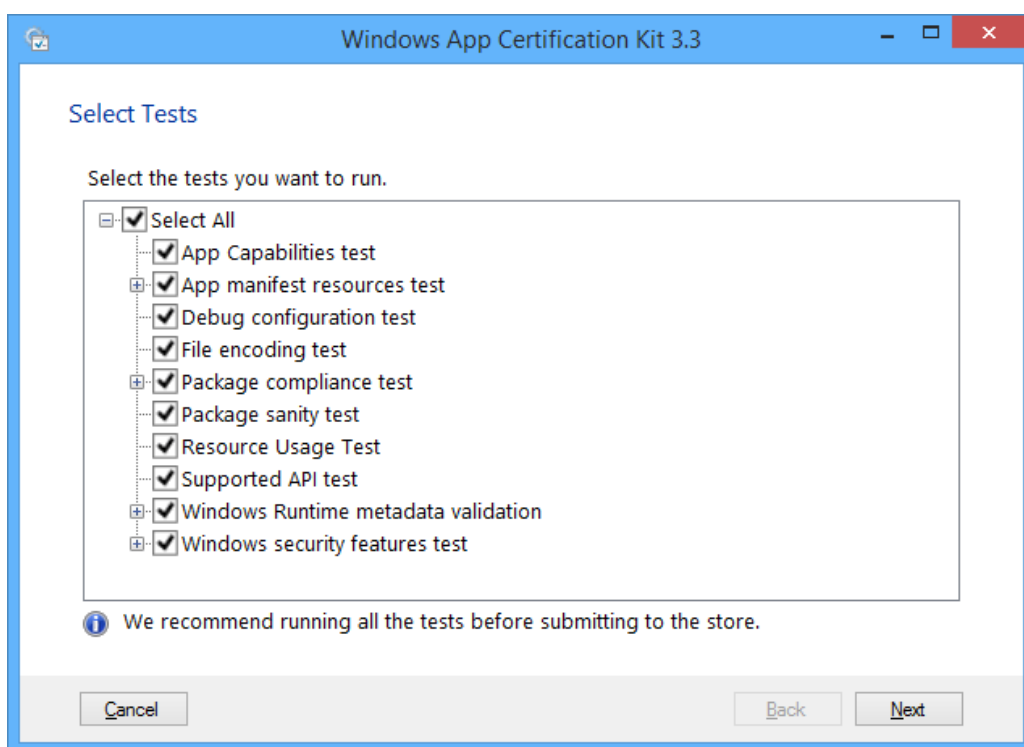 Windows App Certification Kit 3.3
Select Tests
Select the tests you want to run.
Select All
App Capabilities test
App manifest resources test
Debug configuration test
File encoding test
Package compliance test
Package sanity test
Resource Usage Test
Supported API test
Windows Runtime metadata validation
Windows security features test
We recommend running all the tests before submitting to the store.
Cancel Back Next